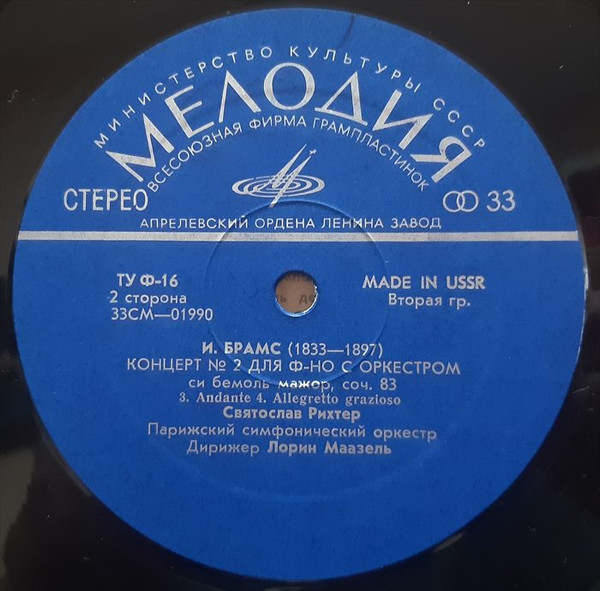 МИНИСТЕРСТВО КУЛЬТУРЫ СССР
МЕЛОДИЯ
ВСЕСОЮЗНАЯ ФИРМА ГРАМПЛАСТИНОК
СТЕРЕО
33
АПРЕЛЕВСКИЙ ОРДЕНА ЛЕНИНА ЗАВОД
ТУ Ф-16
MADE IN USSR
2 сторона
Вторая гр.
33СМ—01990
И. БРАМС (1833—1897)
КОНЦЕРТ № 2 ДЛЯ Ф-НО С ОРКЕСТРОМ
си бемоль мажор, соч. 83
3. Andante 4. Allegretto grazioso
Святослав Рихтер
Парижский симфонический оркестр
Дирижер Лорин Маазель